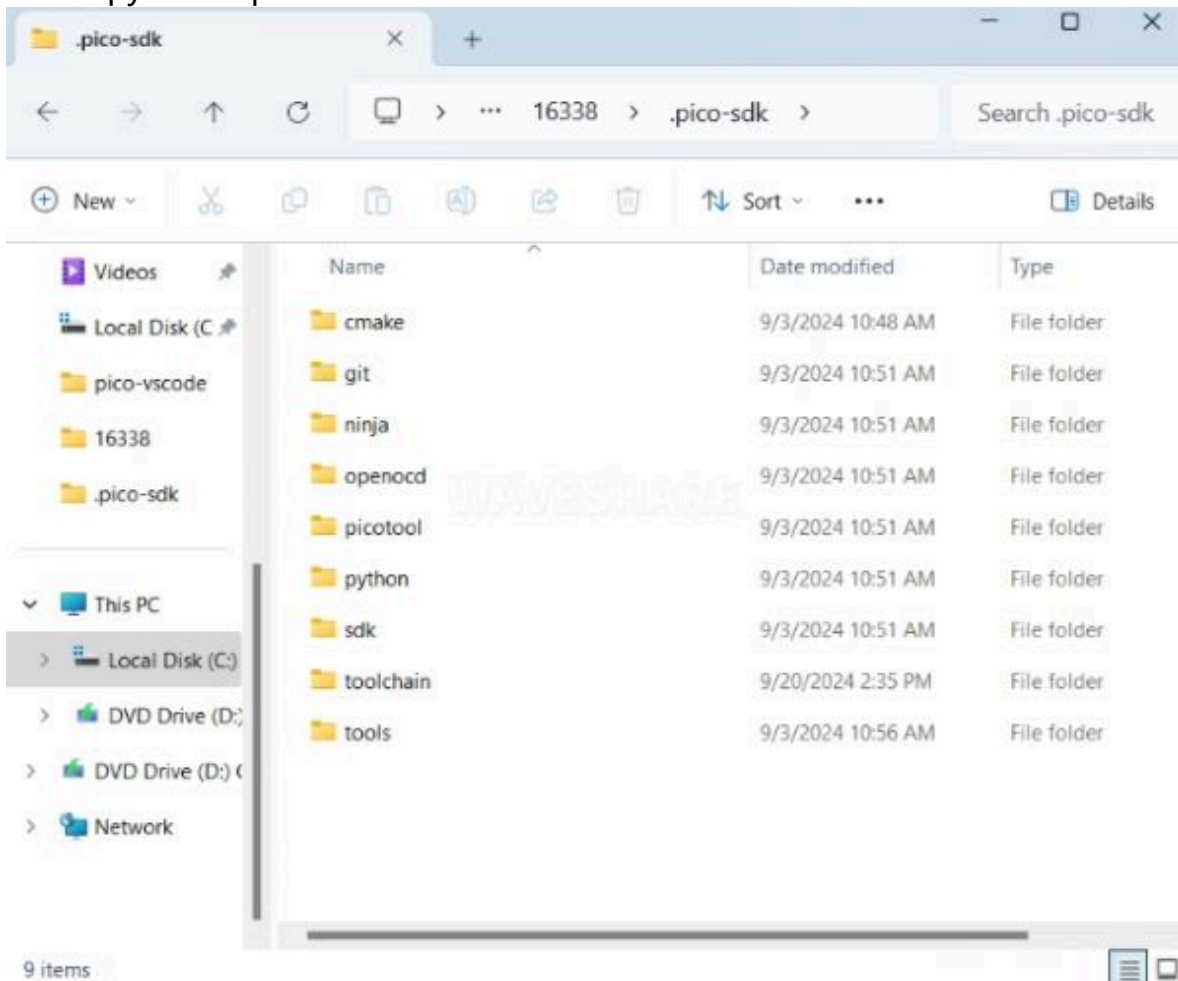 .pico-sdk
16338 .pico-sdk Search .pico-sdk
New Sort Details
Videos
Local Disk (C
pico-vscode
16338
.pico-sdk
This PC
Local Disk (C:)
DVD Drive (D:)
DVD Drive (D:) (
Network
Name Date modified Type
cmake 9/3/2024 10:48 AM File folder
git 9/3/2024 10:51 AM File folder
ninja 9/3/2024 10:51 AM File folder
openocd 9/3/2024 10:51 AM File folder
picotool 9/3/2024 10:51 AM File folder
python 9/3/2024 10:51 AM File folder
sdk 9/3/2024 10:51 AM File folder
toolchain 9/20/2024 2:35 PM File folder
tools 9/3/2024 10:56 AM File folder
WAVESHARE
9 items